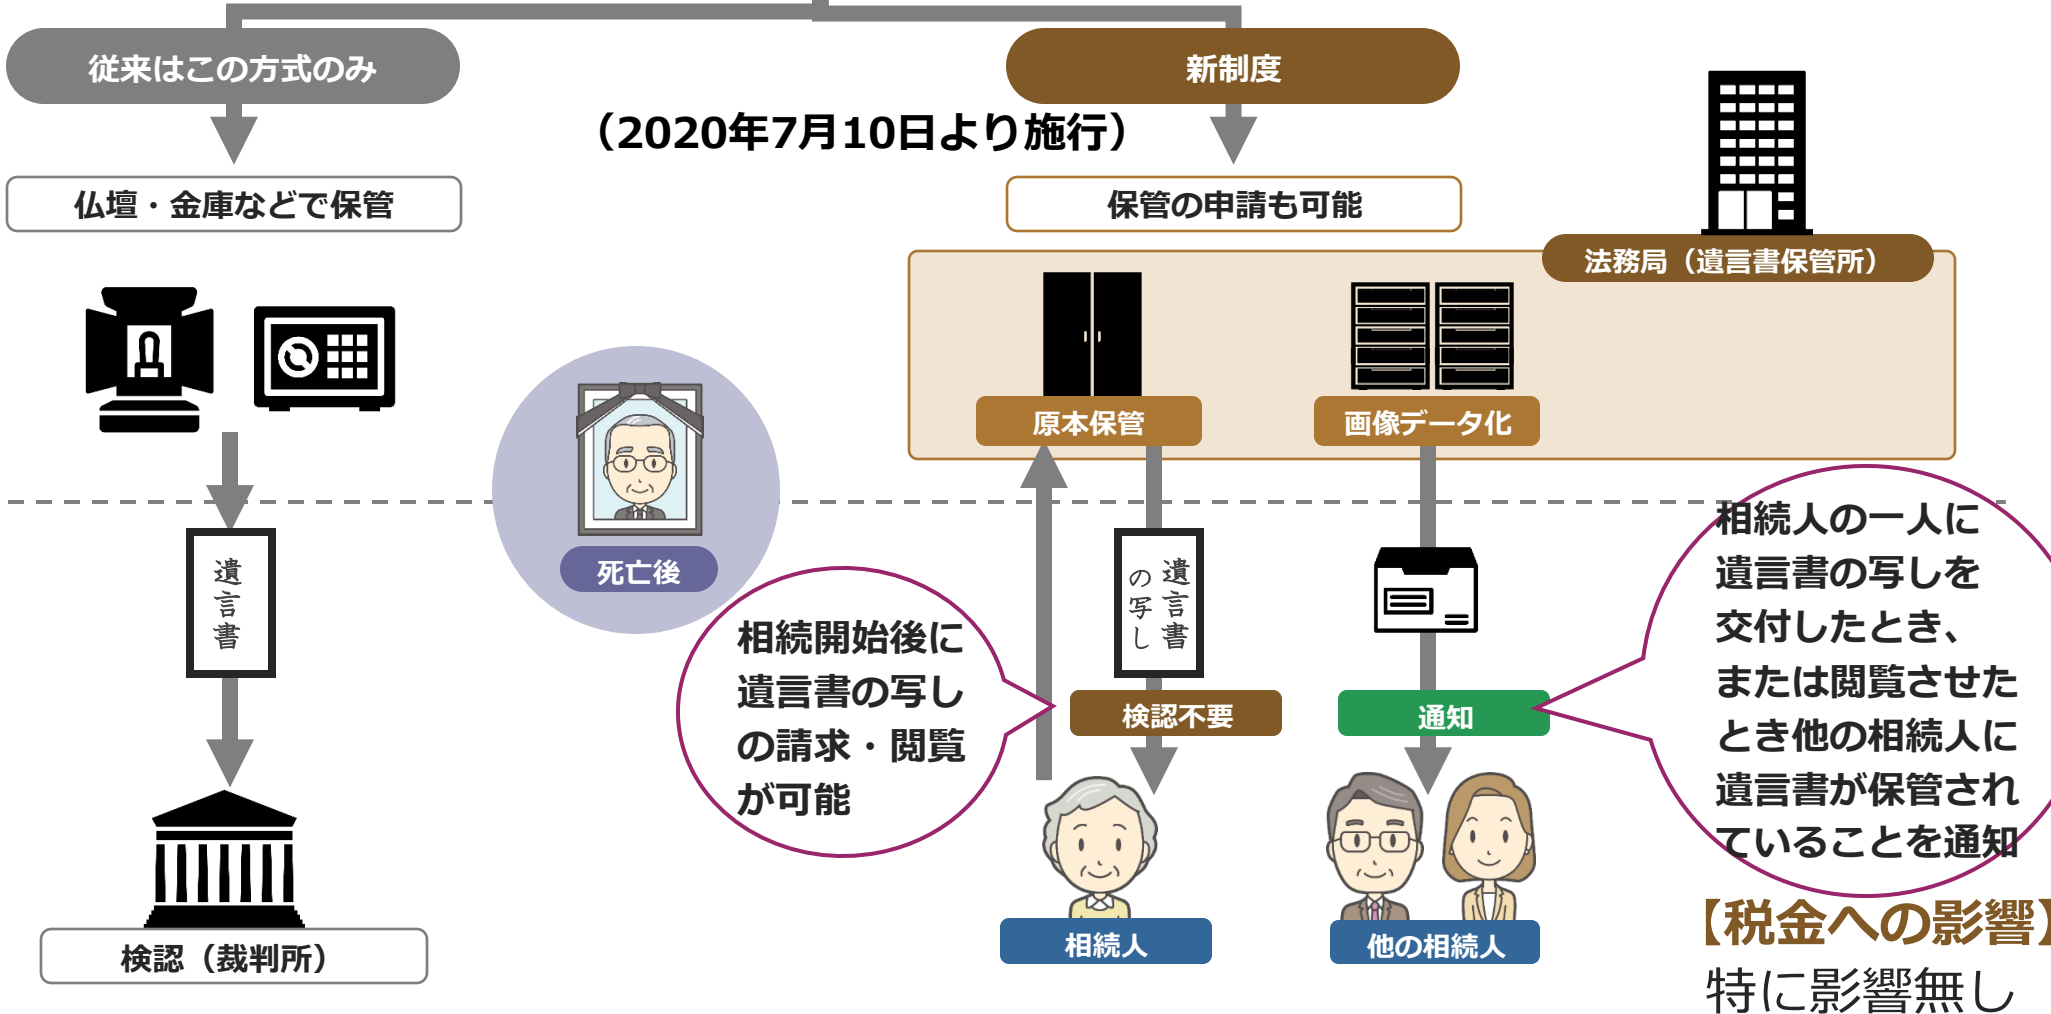 従来はこの方式のみ
新制度
（2020年7月10日より施行）
仏壇・金庫などで保管
保管の申請も可能
法務局（遺言書保管所）
原本保管
画像データ化
死亡後
遺言書
遺言書
の写し
相続開始後に
遺言書の写し
の請求・閲覧
が可能
検認不要
通知
相続人の一人に
遺言書の写しを
交付したとき、
または閲覧させた
とき他の相続人に
遺言書が保管され
ていることを通知
検認（裁判所）
相続人
他の相続人
【税金への影響】
特に影響無し